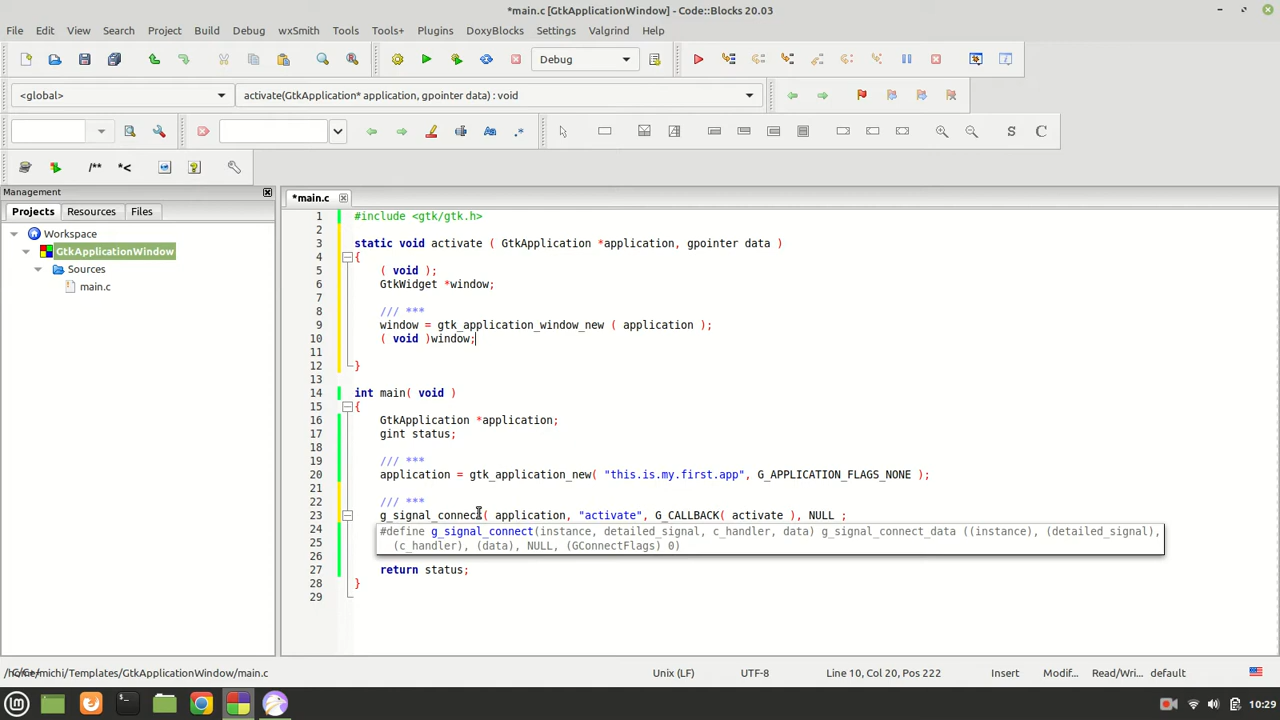 *main.c [GtkApplicationWindow] - Code::Blocks 20.03
File Edit View Search Project Build Debug wxSmith Tools Tools+ Plugins DoxyBlocks Settings Valgrind Help
Debug
<global> activate(GtkApplication* application, gpointer data) : void
/** *< S C
Management
*main.c
Projects Resources Files
Workspace
GtkApplicationWindow
Sources
main.c
1 #include <gtk/gtk.h>
2
3 static void activate ( GtkApplication *application, gpointer data )
4 {
5 ( void );
6 GtkWidget *window;
7
8 /// ***
9 window = gtk_application_window_new ( application );
10 ( void )window;
11
12 }
13
14 int main( void )
15 {
16 GtkApplication *application;
17 gint status;
18
19 /// ***
20 application = gtk_application_new( "this.is.my.first.app", G_APPLICATION_FLAGS_NONE );
21
22 /// ***
23 g_signal_connect( application, "activate", G_CALLBACK( activate ), NULL ;
24 #define g_signal_connect(instance, detailed_signal, c_handler, data) g_signal_connect_data ((instance), (detailed_signal),
25 (c_handler), (data), NULL, (GConnectFlags) 0)
26
27 return status;
28 }
29
/home/michi/Templates/GtkApplicationWindow/main.c Unix (LF) UTF-8 Line 10, Col 20, Pos 222 Insert Modif... Read/Wri... default
10:29